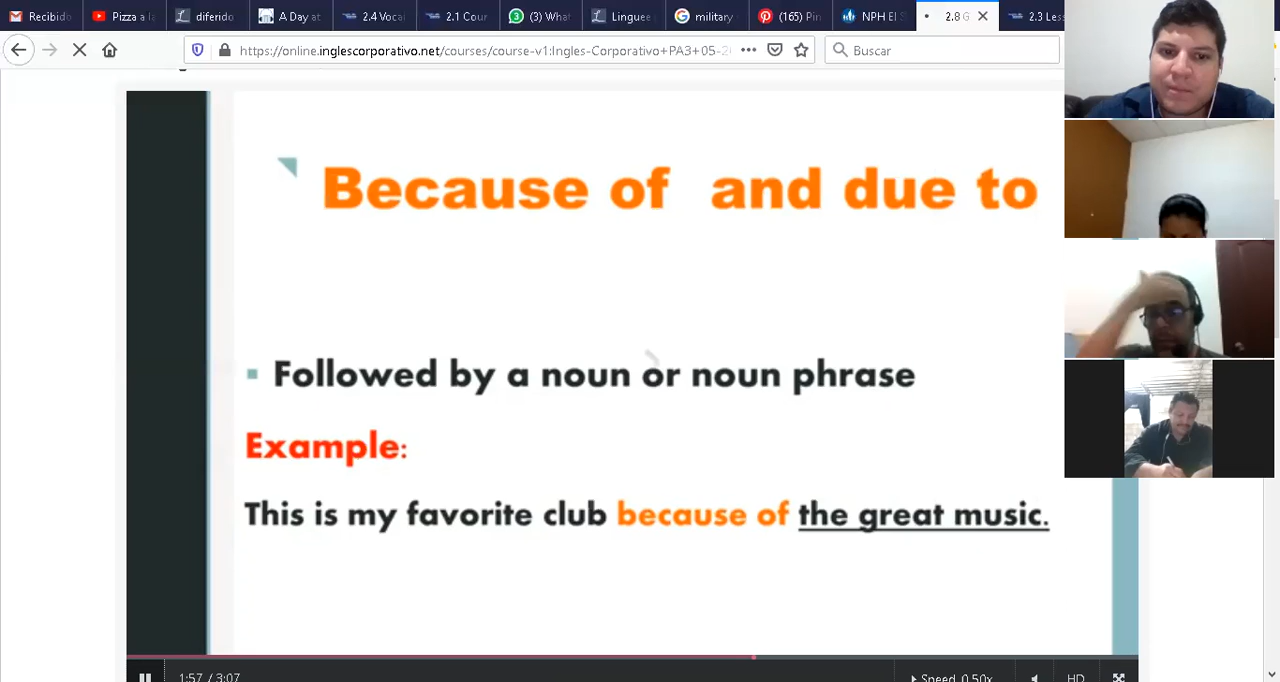 Recibido Pizza a la diferido A Day at 2.4 Voca 2.1 Cour (3) What Linguee military (165) Pin NPH El S 2.8 G 2.3 Less
https://online.inglescorporativo.net/courses/course-v1:Ingles-Corporativo+PA3+05-2 Buscar
Because of and due to
Followed by a noun or noun phrase
Example:
This is my favorite club because of the great music.
1:57 / 3:07 Speed 0.50x HD